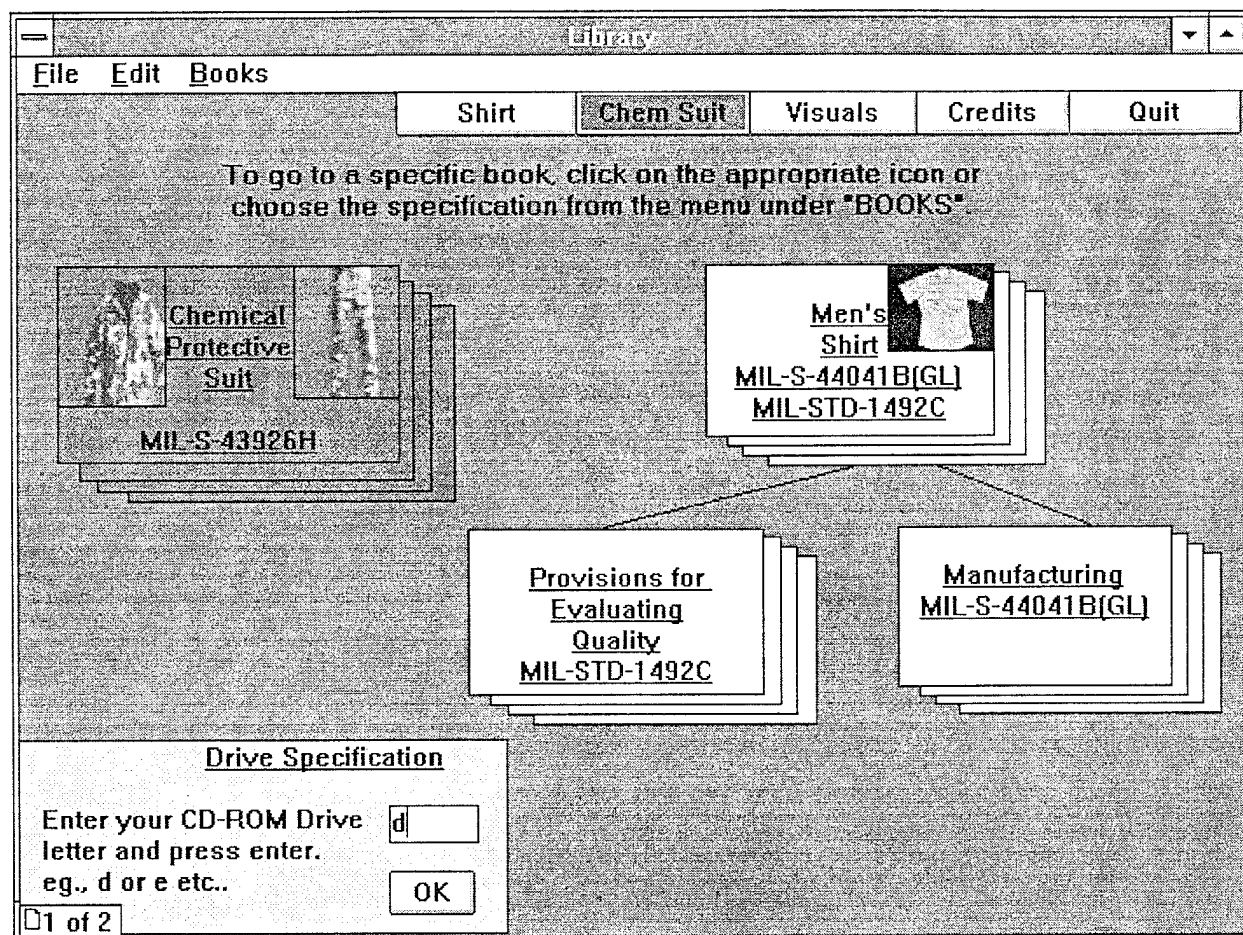 Library
File Edit Books
Shirt Chem Suit Visuals Credits Quit
To go to a specific book, click on the appropriate icon or
choose the specification from the menu under "BOOKS".
Chemical
Protective
Suit
MIL-S-43926H
Men's
Shirt
MIL-S-44041B(GL)
MIL-STD-1492C
Provisions for
Evaluating
Quality
MIL-STD-1492C
Manufacturing
MIL-S-44041B(GL)
Drive Specification
Enter your CD-ROM Drive
letter and press enter.
eg., d or e etc..
d
OK
1 of 2